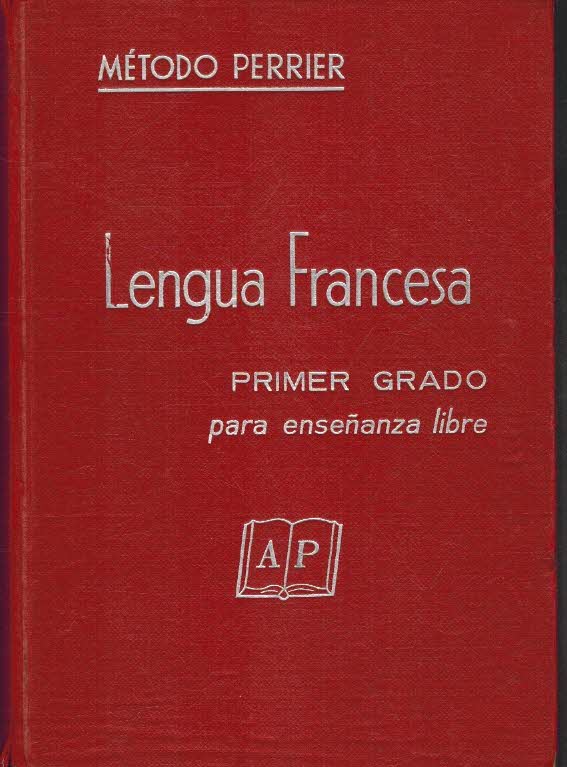 MÉTODO PERRIER
Lengua Francesa
PRIMER GRADO
para enseñanza libre
A P